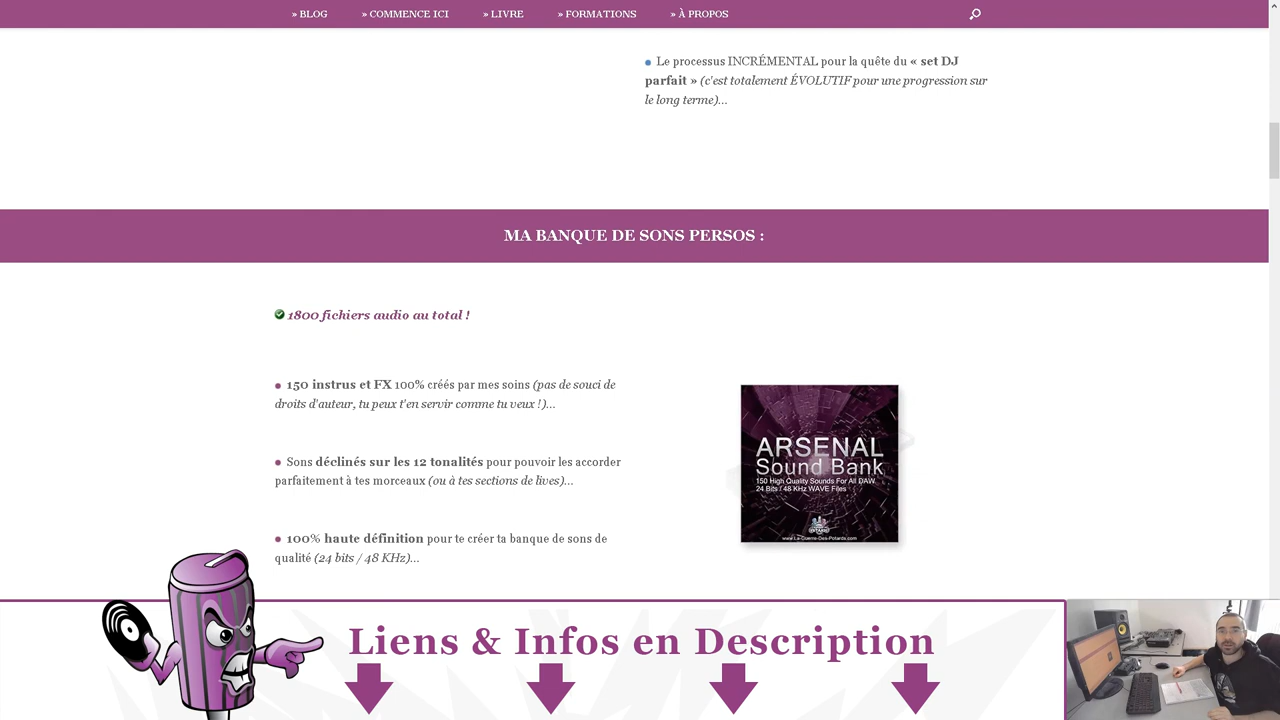 » BLOG
» COMMENCE ICI
» LIVRE
» FORMATIONS
» À PROPOS
Le processus INCRÉMENTAL pour la quête du « set DJ
parfait » (c'est totalement ÉVOLUTIF pour une progression sur
le long terme)...
MA BANQUE DE SONS PERSOS :
1800 fichiers audio au total !
150 instrus et FX 100% créés par mes soins (pas de souci de
droits d'auteur, tu peux t'en servir comme tu veux !)...
Sons déclinés sur les 12 tonalités pour pouvoir les accorder
parfaitement à tes morceaux (ou à tes sections de lives)...
100% haute définition pour te créer ta banque de sons de
qualité (24 bits / 48 KHz)...
ARSENAL
Sound Bank
150 High Quality Sounds For All DAW
24 Bits / 48 KHz WAVE Files
www.La-Guerre-Des-Potards.com
Liens & Infos en Description